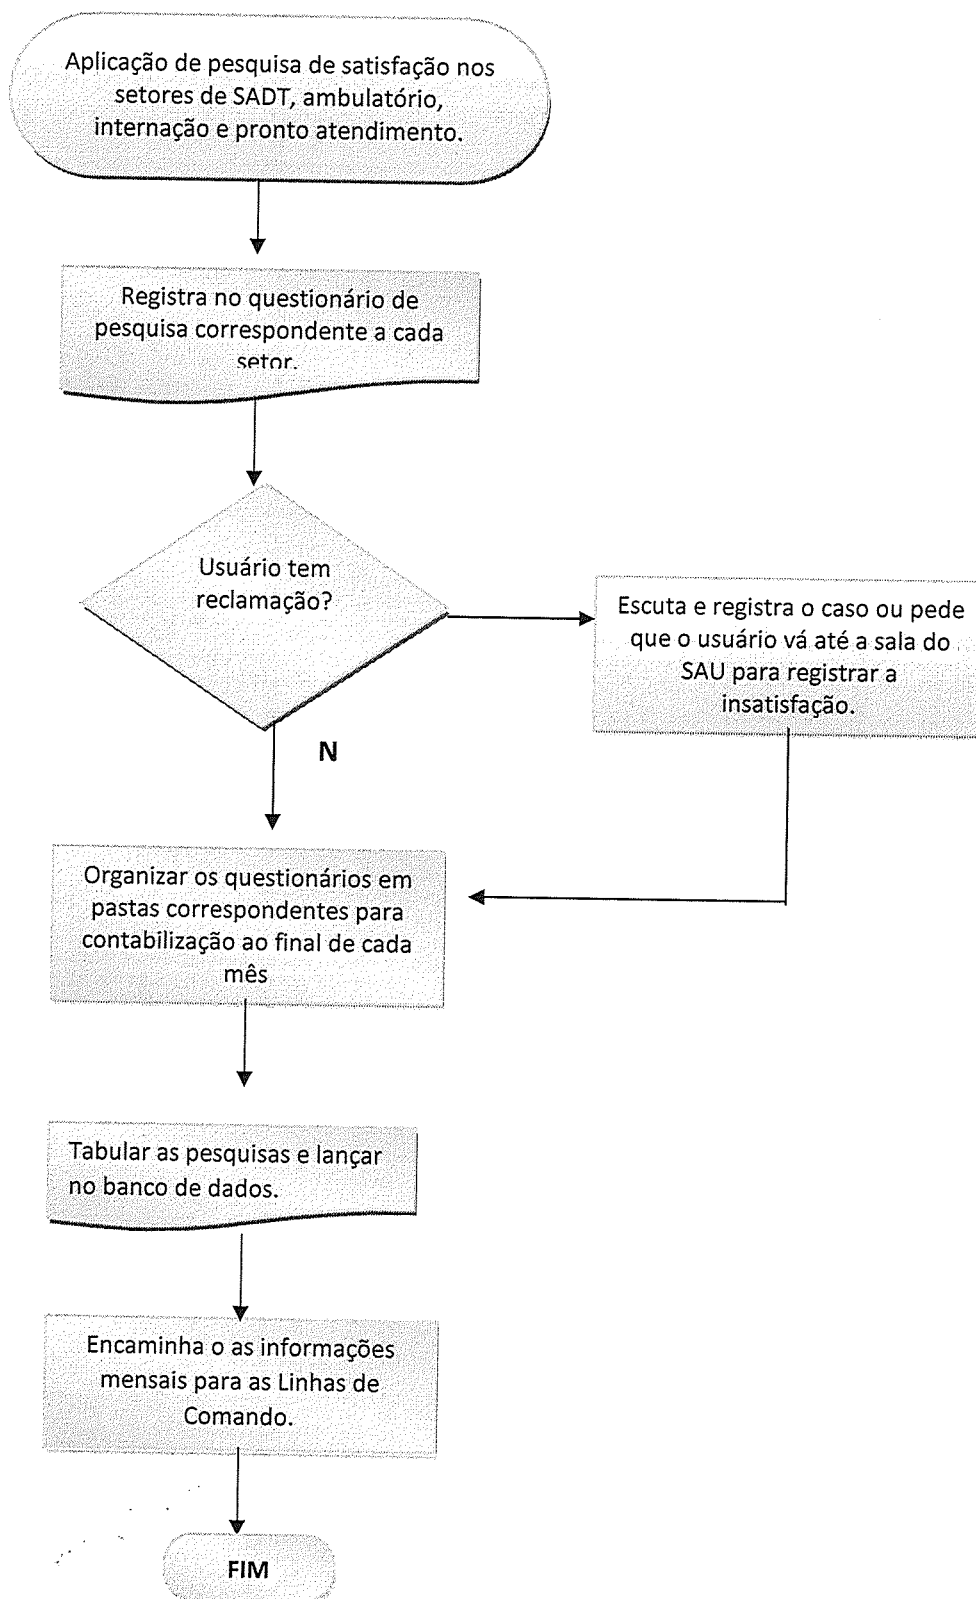 Aplicação de pesquisa de satisfação nos
setores de SADT, ambulatório,
internação e pronto atendimento.
Registra no questionário de
pesquisa correspondente a cada
setor.
Usuário tem
reclamação?
Escuta e registra o caso ou pede
que o usuário vá até a sala do
SAU para registrar a
insatisfação.
N
Organizar os questionários em
pastas correspondentes para
contabilização ao final de cada
mês
Tabular as pesquisas e lançar
no banco de dados.
Encaminha o as informações
mensais para as Linhas de
Comando.
FIM